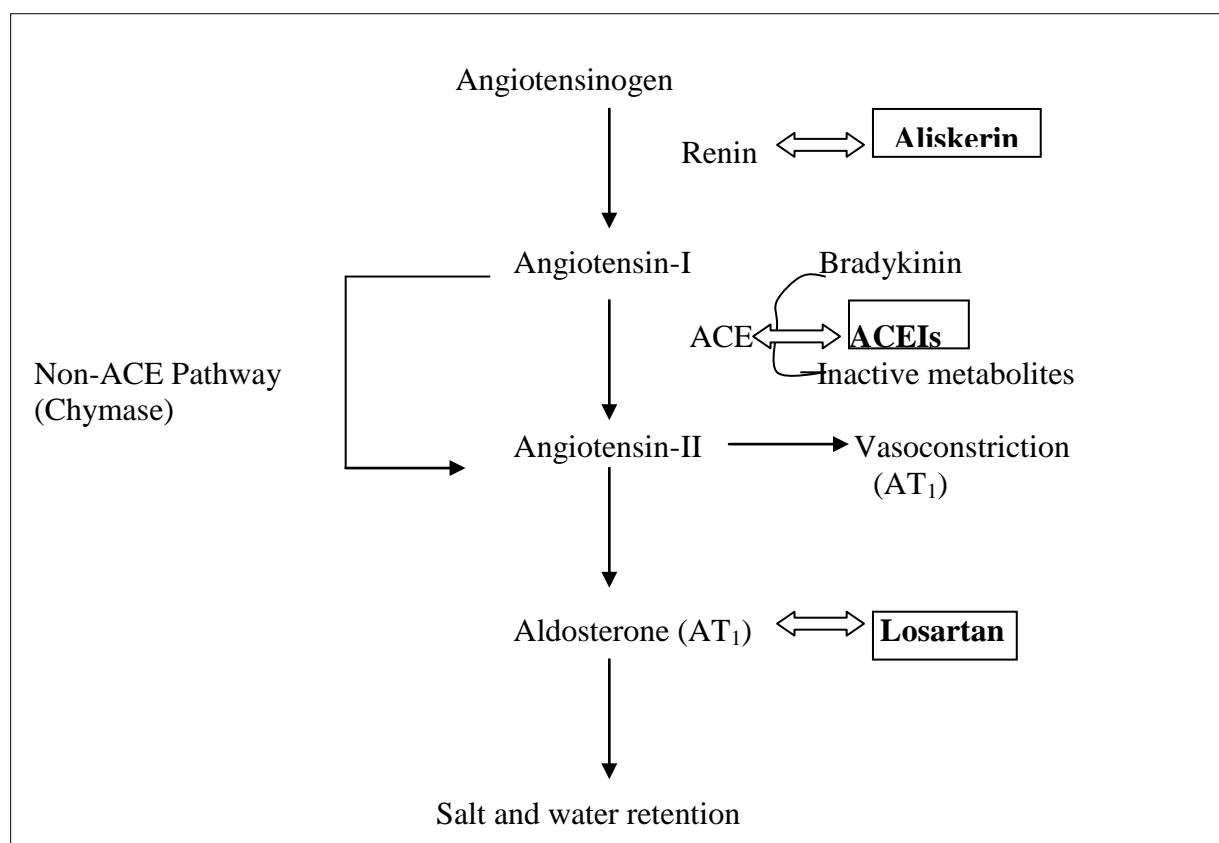 Angiotensinogen
Renin
Aliskerin
Angiotensin-I
Bradykinin
ACE
ACEIs
Inactive metabolites
Non-ACE Pathway
(Chymase)
Angiotensin-II
Vasoconstriction
(AT₁)
Aldosterone (AT₁)
Losartan
Salt and water retention